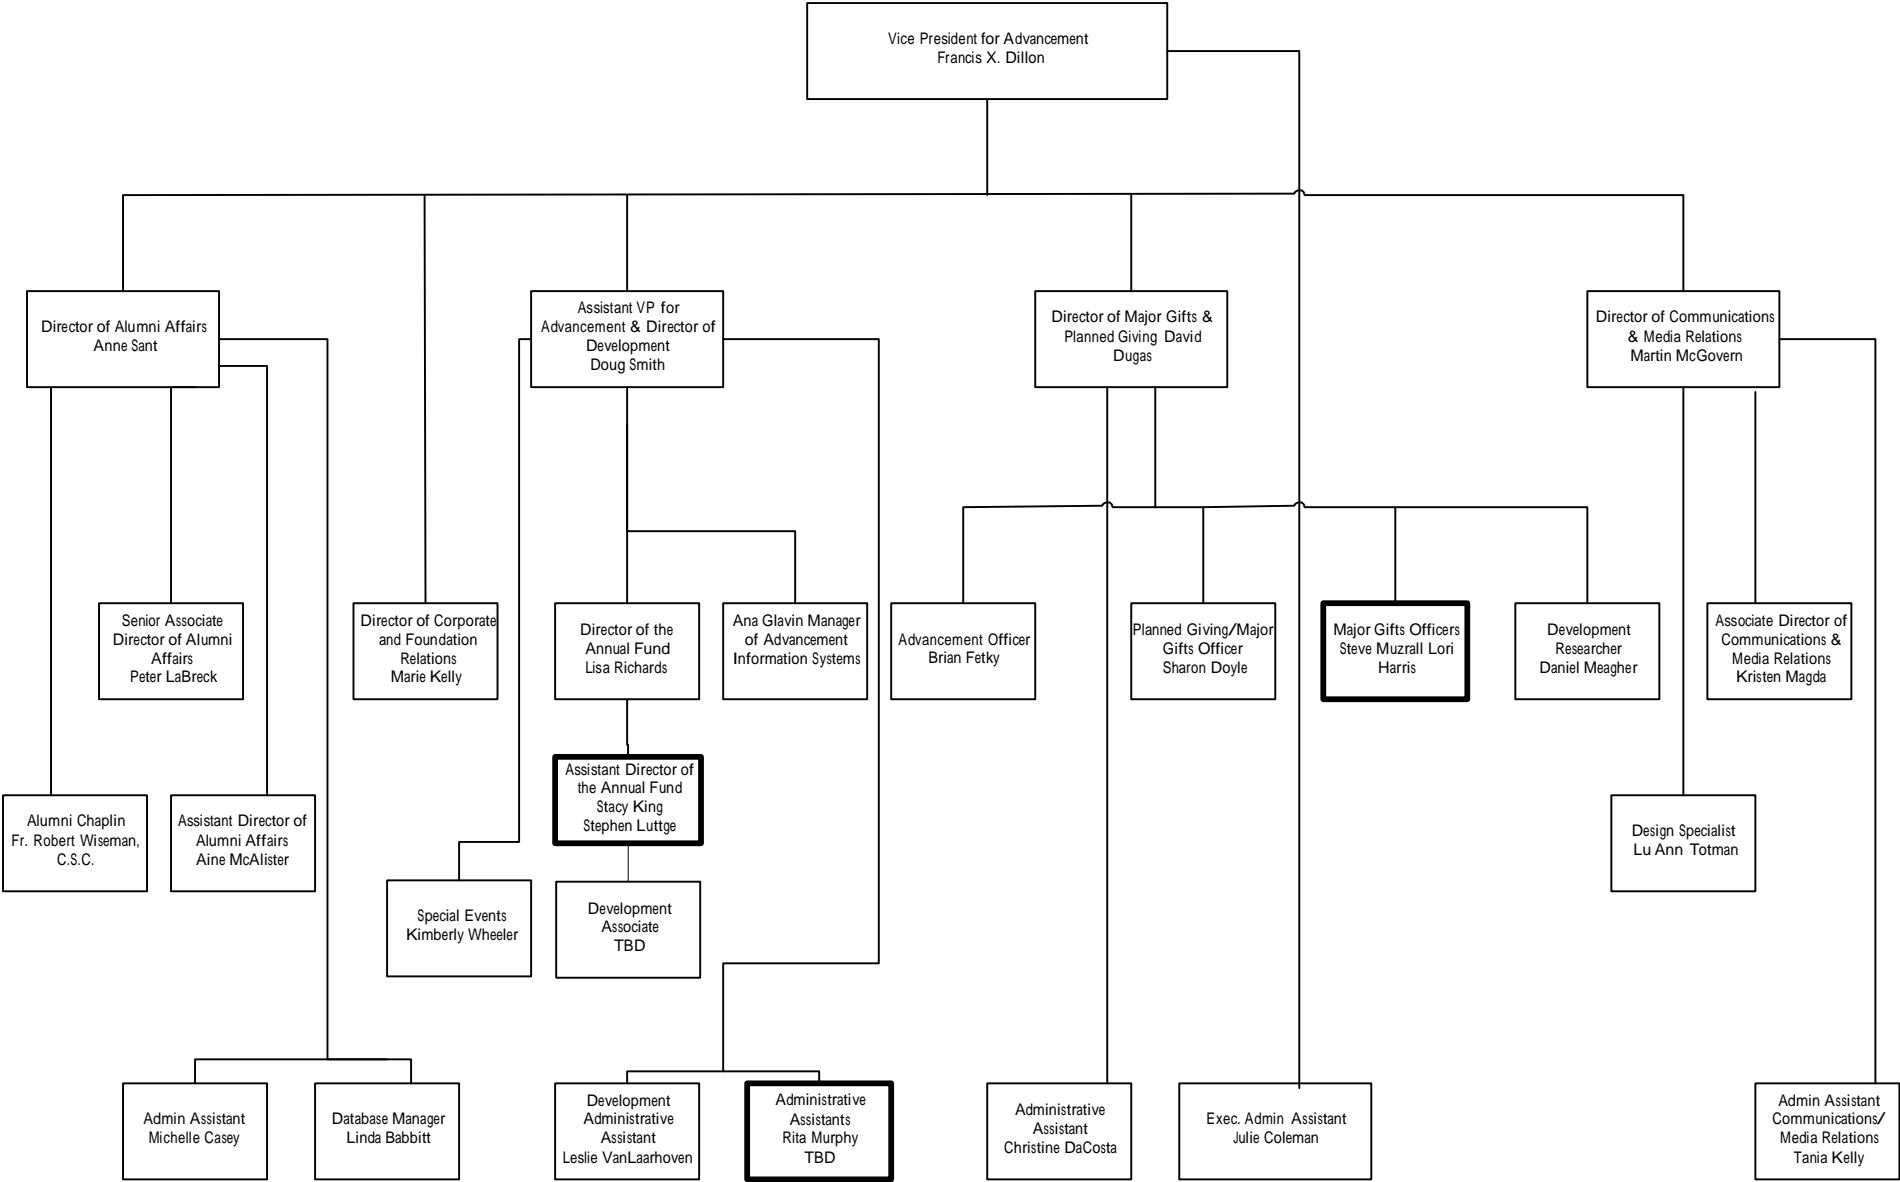 Vice President for Advancement
Francis X. Dillon
Director of Alumni Affairs
Anne Sant
Assistant VP for
Advancement & Director of
Development
Doug Smith
Director of Major Gifts &
Planned Giving David
Dugas
Director of Communications
& Media Relations
Martin McGovern
Senior Associate
Director of Alumni
Affairs
Peter LaBreck
Director of Corporate
and Foundation
Relations
Marie Kelly
Director of the
Annual Fund
Lisa Richards
Ana Glavin Manager
of Advancement
Information Systems
Advancement Officer
Brian Fetky
Planned Giving/Major
Gifts Officer
Sharon Doyle
Major Gifts Officers
Steve Muzrall Lori
Harris
Development
Researcher
Daniel Meagher
Associate Director of
Communications &
Media Relations
Kristen Magda
Assistant Director of
the Annual Fund
Stacy King
Stephen Luttge
Alumni Chaplin
Fr. Robert Wiseman,
C.S.C.
Assistant Director of
Alumni Affairs
Aine McAlister
Design Specialist
Lu Ann Totman
Special Events
Kimberly Wheeler
Development
Associate
TBD
Admin Assistant
Michelle Casey
Database Manager
Linda Babbitt
Development
Administrative
Assistant
Leslie VanLaarhoven
Administrative
Assistants
Rita Murphy
TBD
Administrative
Assistant
Christine DaCosta
Exec. Admin Assistant
Julie Coleman
Admin Assistant
Communications/
Media Relations
Tania Kelly